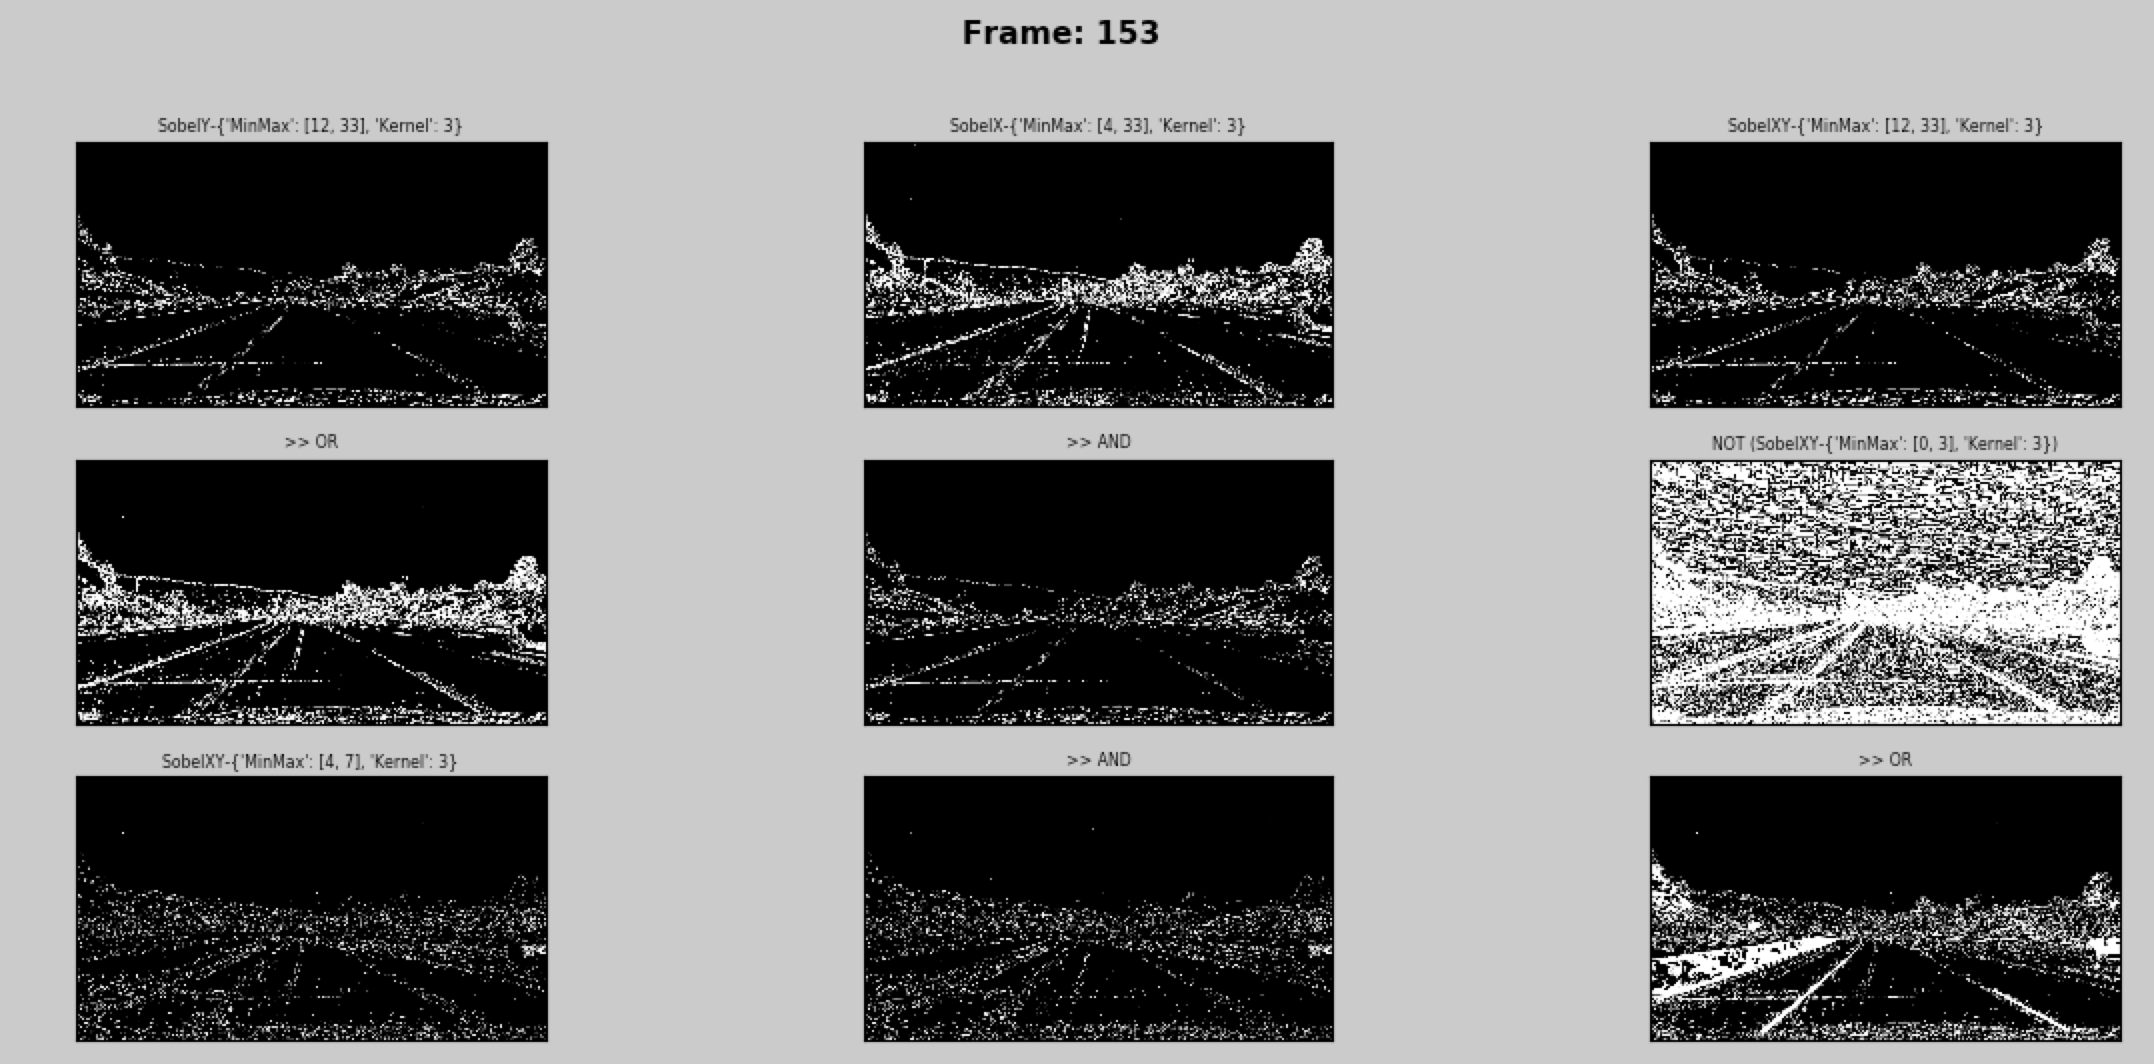 Frame: 153
SobelY-{'MinMax': [12, 33], 'Kernel': 3}
SobelX-{'MinMax': [4, 33], 'Kernel': 3}
SobelXY-{'MinMax': [12, 33], 'Kernel': 3}
>> OR
>> AND
NOT (SobelXY-{'MinMax': [0, 3], 'Kernel': 3})
SobelXY-{'MinMax': [4, 7], 'Kernel': 3}
>> AND
>> OR